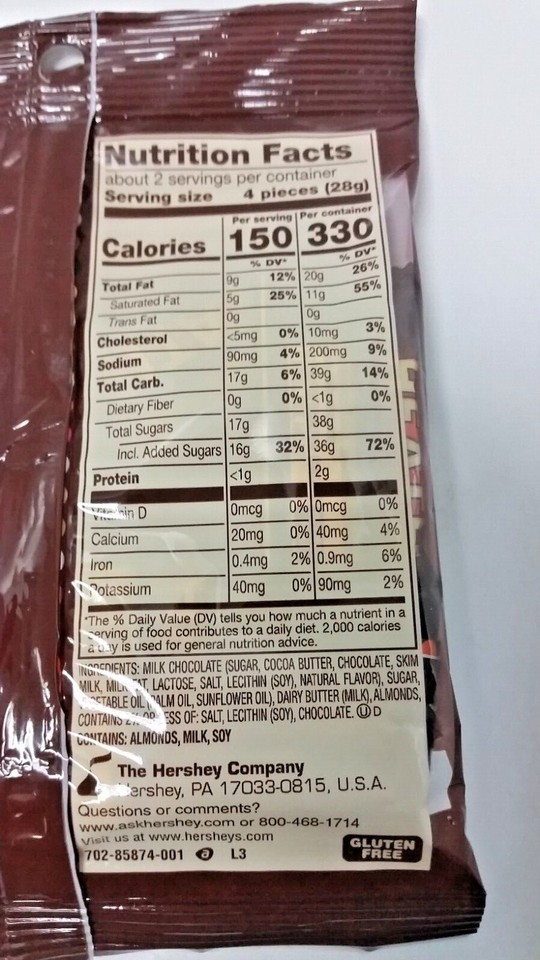 Nutrition Facts
about 2 servings per container
Serving size 4 pieces (28g)
Per serving Per container
Calories 150 330
% DV* % DV*
Total Fat 9g 12% 20g 26%
Saturated Fat 5g 25% 11g 55%
Trans Fat 0g 0g
Cholesterol <5mg 0% 10mg 3%
Sodium 90mg 4% 200mg 9%
Total Carb. 17g 6% 39g 14%
Dietary Fiber 0g 0% <1g 0%
Total Sugars 17g 38g
Incl. Added Sugars 16g 32% 36g 72%
Protein <1g 2g
Vitamin D 0mcg 0% 0mcg 0%
Calcium 20mg 0% 40mg 4%
Iron 0.4mg 2% 0.9mg 6%
Potassium 40mg 0% 90mg 2%
*The % Daily Value (DV) tells you how much a nutrient in a
serving of food contributes to a daily diet. 2,000 calories
a day is used for general nutrition advice.
INGREDIENTS: MILK CHOCOLATE (SUGAR, COCOA BUTTER, CHOCOLATE, SKIM
MILK, MILK FAT, LACTOSE, SALT, LECITHIN (SOY), NATURAL FLAVOR), SUGAR,
VEGETABLE OIL (PALM OIL, SUNFLOWER OIL), DAIRY BUTTER (MILK), ALMONDS,
CONTAINS 2% OR LESS OF: SALT, LECITHIN (SOY), CHOCOLATE. Ⓤ D
CONTAINS: ALMONDS, MILK, SOY
The Hershey Company
Hershey, PA 17033-0815, U.S.A.
Questions or comments?
www.askhershey.com or 800-468-1714
Visit us at www.hersheys.com
702-85874-001 L3
GLUTEN
FREE